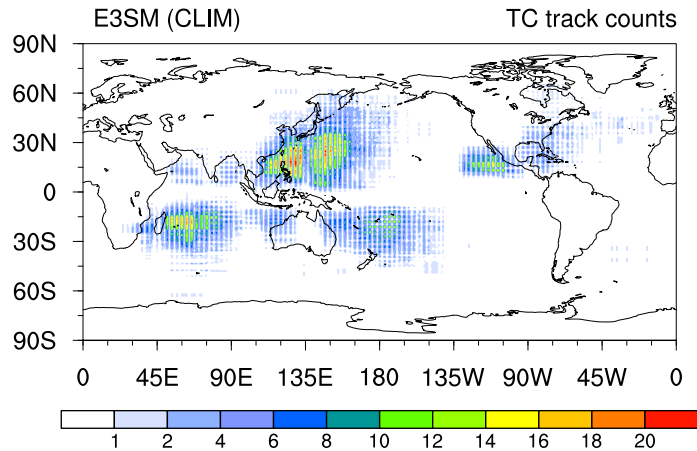 E3SM (CLIM) TC track counts
90N
60N
30N
0
30S
60S
90S
0 45E 90E 135E 180 135W 90W 45W 0
1 2 4 6 8 10 12 14 16 18 20